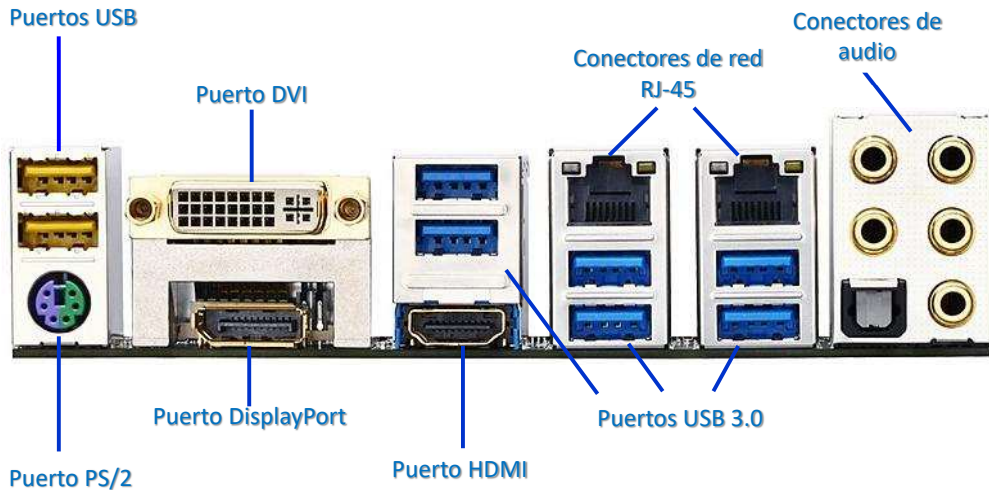 Puertos USB
Conectores de
audio
Conectores de red
RJ-45
Puerto DVI
Puerto DisplayPort
Puertos USB 3.0
Puerto HDMI
Puerto PS/2